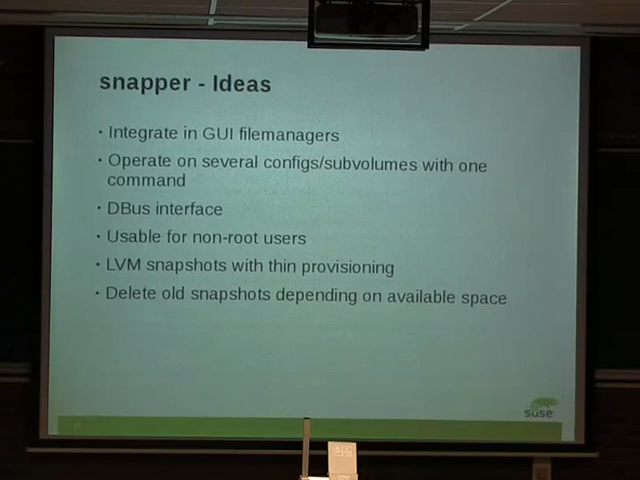 snapper - Ideas
• Integrate in GUI filemanagers
• Operate on several configs/subvolumes with one
command
• DBus interface
• Usable for non-root users
• LVM snapshots with thin provisioning
• Delete old snapshots depending on available space
suse